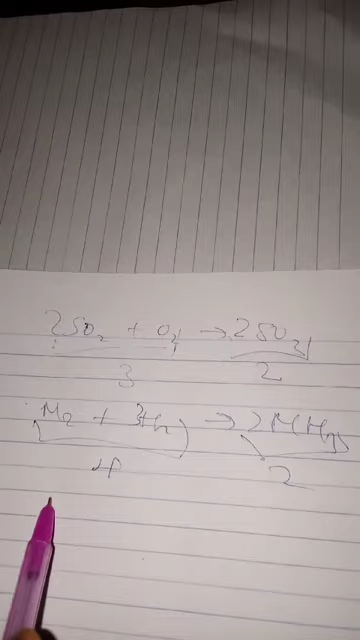 2SO₂ + O₂ → 2SO₃
3 2
N₂ + 3H₂ → 2NH₃
4 2